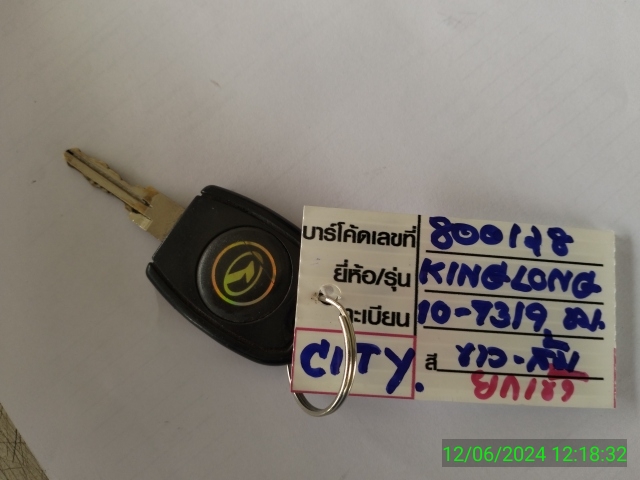 บาร์โค้ดเลขที่ 800128
ยี่ห้อ/รุ่น KINGLONG
ทะเบียน 10-7319 ลบ.
CITY. สี ขาว-ส้ม
12/06/2024 12:18:32